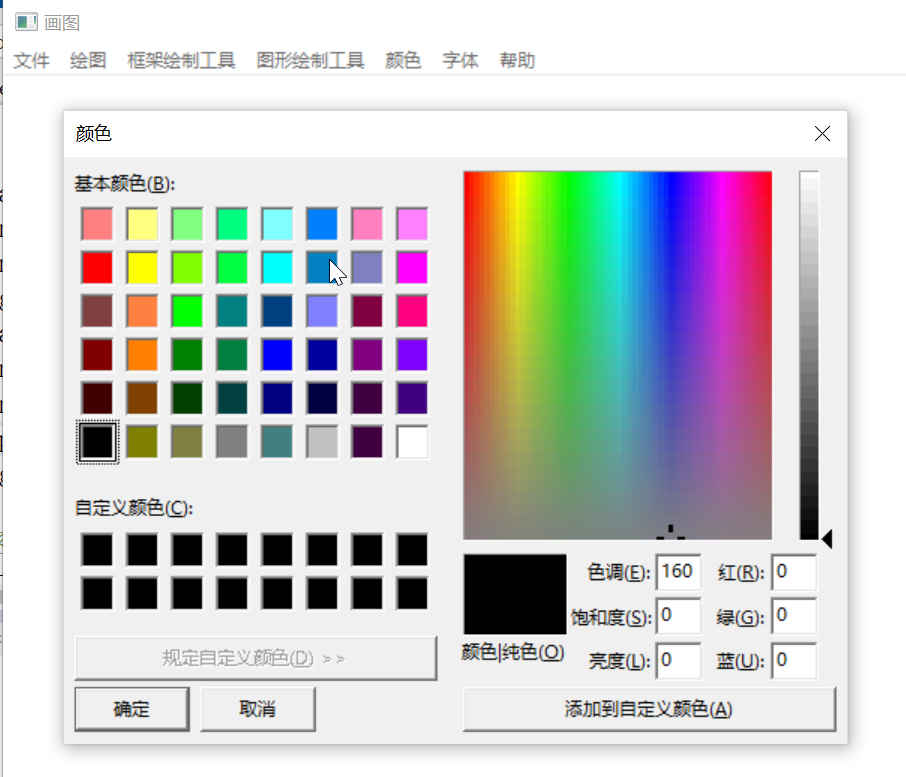 画图
文件 绘图 框架绘制工具 图形绘制工具 颜色 字体 帮助
颜色
基本颜色(B):
自定义颜色(C):
规定自定义颜色(D) >>
确定 取消
色调(E): 160 红(R): 0
饱和度(S): 0 绿(G): 0
颜色|纯色(O)
亮度(L): 0 蓝(U): 0
添加到自定义颜色(A)